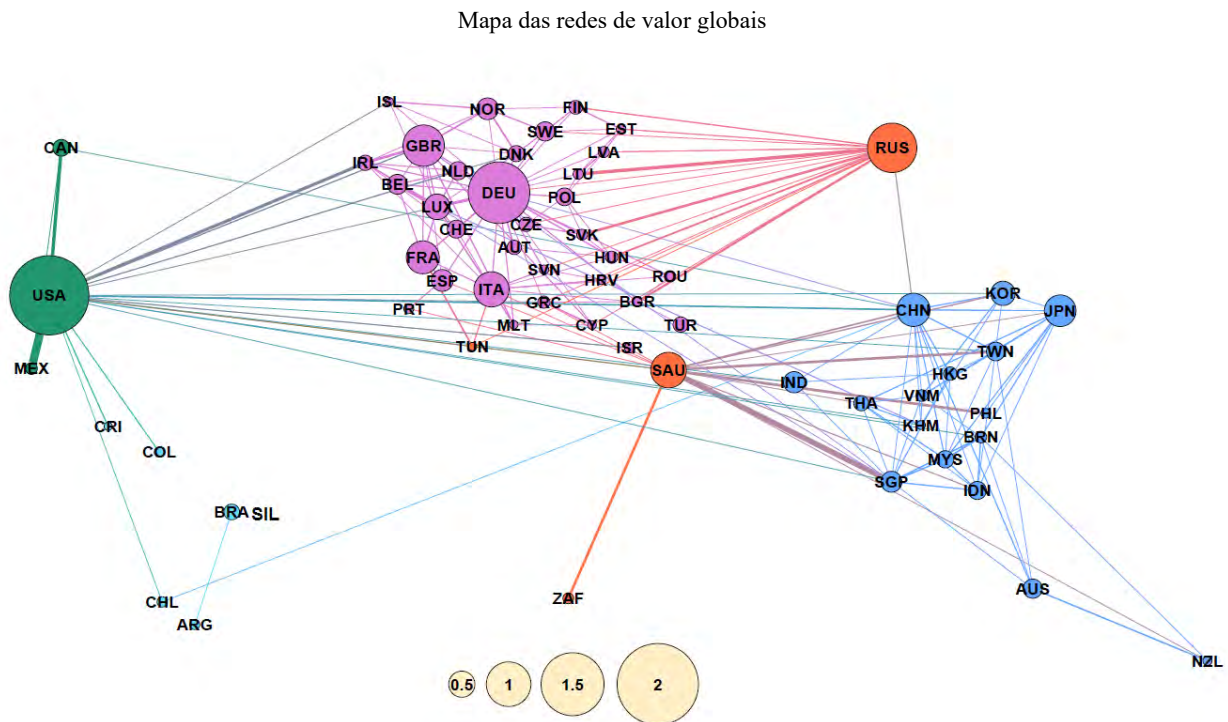 Mapa das redes de valor globais
ISL
NOR
FIN
CAN
GBR
SWE
EST
RUS
IRL
DNK
LVA
NLD
LTU
BEL
DEU
POL
LUX
CHE
CZE
SVK
AUT
FRA
HUN
ESP
SVN
HRV
ROU
USA
ITA
GRC
BGR
KOR
PRT
CHN
JPN
MLT
CYP
TUR
TUN
ISR
TWN
MEX
SAU
IND
HKG
THA
VNM
PHL
CRI
KHM
BRN
COL
MYS
SGP
IDN
BRA SIL
AUS
CHL
ZAF
ARG
NZL
0.5 1 1.5 2